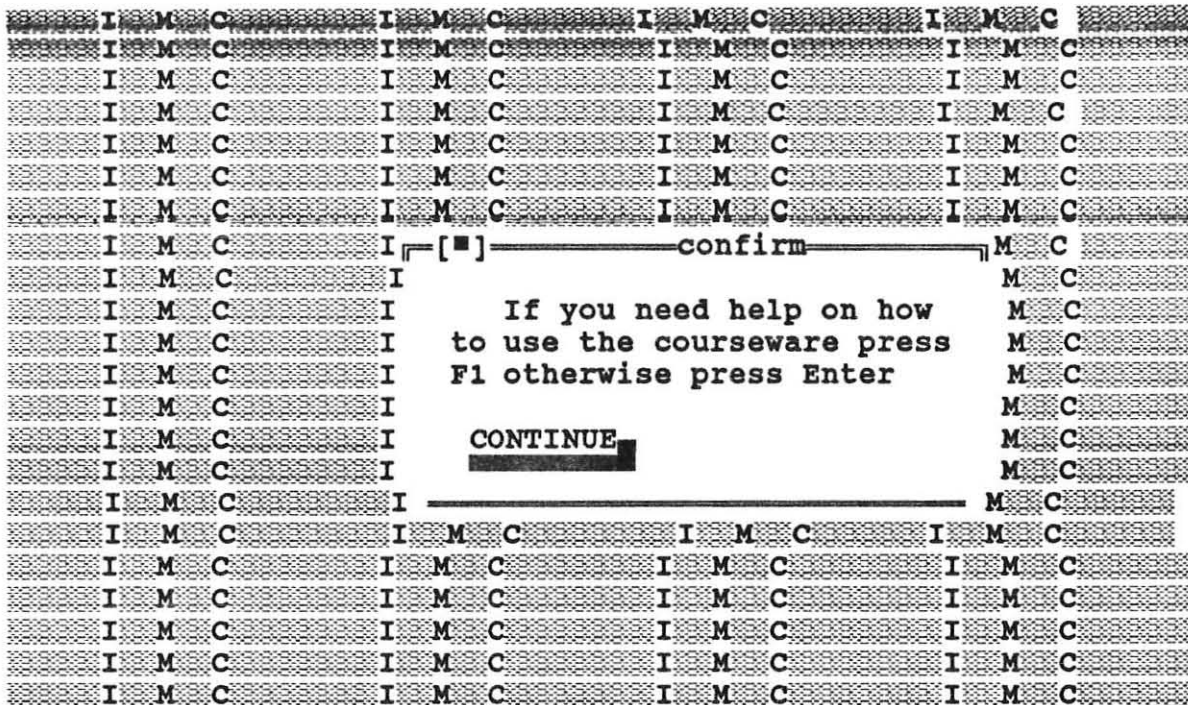 I M C I M C I M C I M C
I M C I M C I M C I M C
I M C I M C I M C I M C
I M C I M C I M C I M C
I M C I M C I M C I M C
I M C I M C I M C I M C
I M C I M C I M C I M C
I M C I [■] confirm M C
I M C I M C
I M C I If you need help on how M C
I M C I to use the courseware press M C
I M C I F1 otherwise press Enter M C
I M C I M C
I M C I CONTINUE M C
I M C I M C
I M C I M C
I M C I M C I M C I M C
I M C I M C I M C I M C
I M C I M C I M C I M C
I M C I M C I M C I M C
I M C I M C I M C I M C
I M C I M C I M C I M C